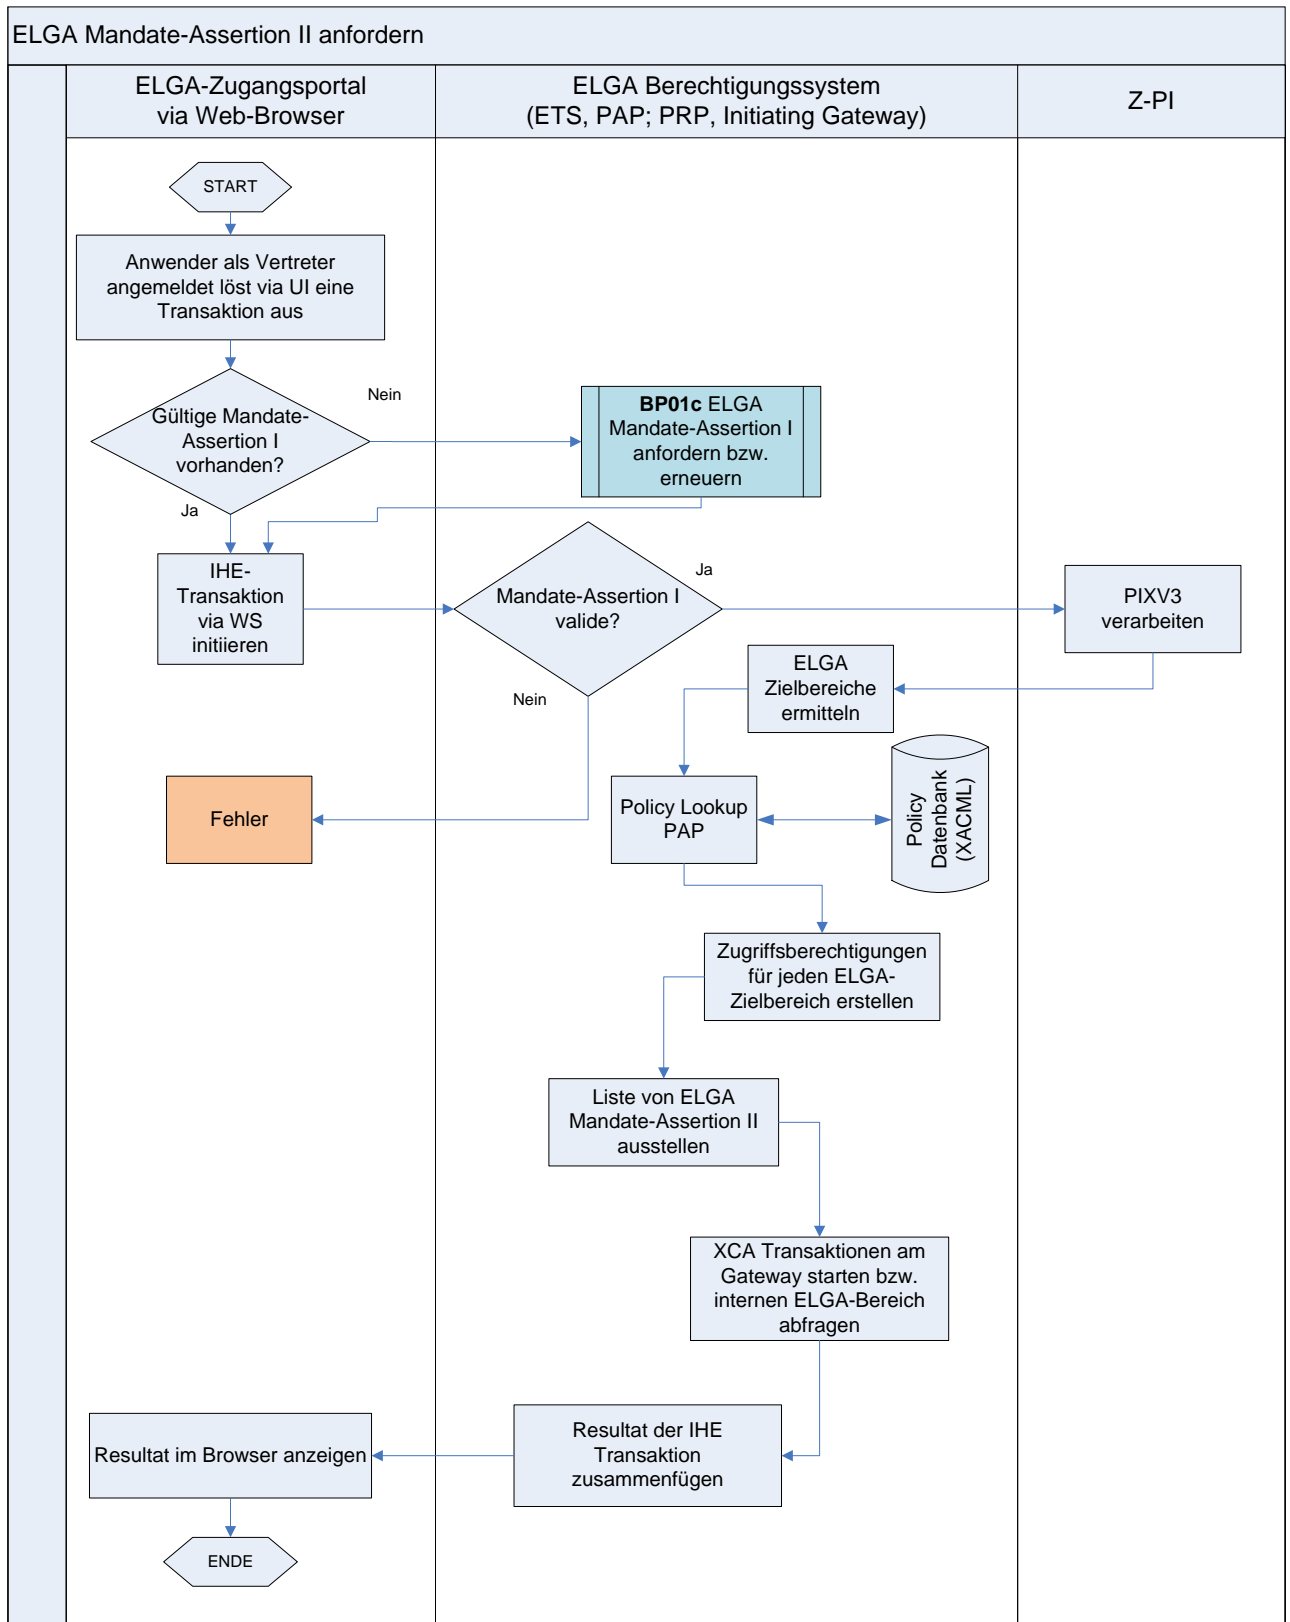 ELGA Mandate-Assertion II anfordern
ELGA-Zugangsportal
via Web-Browser
ELGA Berechtigungssystem
(ETS, PAP; PRP, Initiating Gateway)
Z-PI
START
Anwender als Vertreter
angemeldet löst via UI eine
Transaktion aus
Gültige Mandate-
Assertion I
vorhanden?
Nein
Ja
BP01c ELGA
Mandate-Assertion I
anfordern bzw.
erneuern
IHE-
Transaktion
via WS
initiieren
Mandate-Assertion I
valide?
Ja
Nein
PIXV3
verarbeiten
ELGA
Zielbereiche
ermitteln
Fehler
Policy Lookup
PAP
Policy
Datenbank
(XACML)
Zugriffsberechtigungen
für jeden ELGA-
Zielbereich erstellen
Liste von ELGA
Mandate-Assertion II
ausstellen
XCA Transaktionen am
Gateway starten bzw.
internen ELGA-Bereich
abfragen
Resultat der IHE
Transaktion
zusammenfügen
Resultat im Browser anzeigen
ENDE